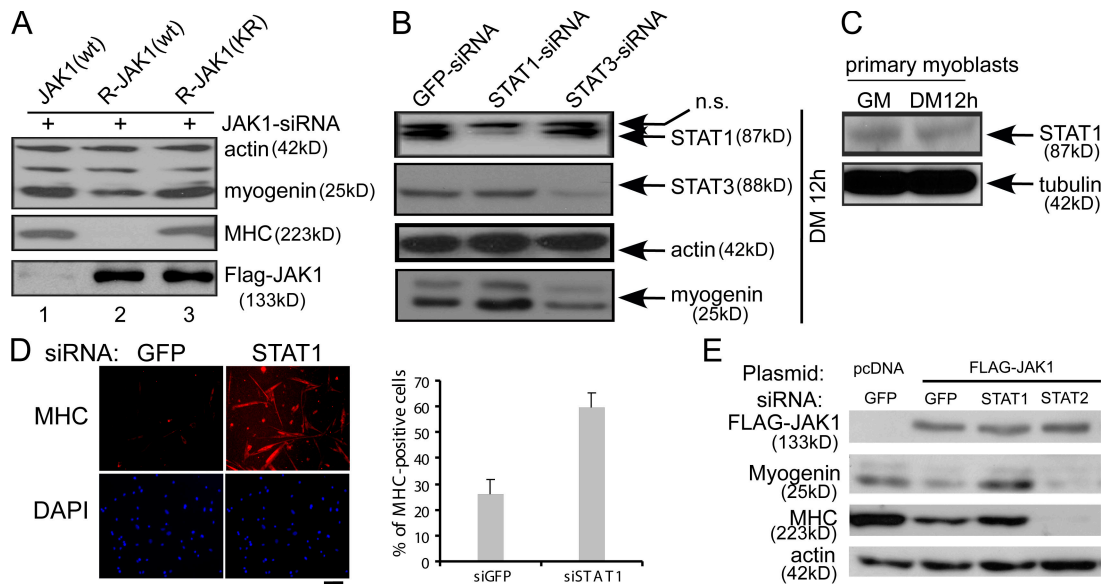 A
JAK1(wt)
R-JAK1(wt)
R-JAK1(KR)
+ + + JAK1-siRNA
actin (42kD)
myogenin (25kD)
MHC (223kD)
Flag-JAK1
(133kD)
1 2 3
B
GFP-siRNA
STAT1-siRNA
STAT3-siRNA
n.s.
STAT1 (87kD)
STAT3 (88kD)
actin (42kD)
myogenin
(25kD)
DM 12h
C
primary myoblasts
GM DM12h
STAT1
(87kD)
tubulin
(42kD)
D
siRNA: GFP STAT1
MHC
DAPI
% of MHC-positive cells
70
60
50
40
30
20
10
0
siGFP siSTAT1
E
Plasmid: pcDNA FLAG-JAK1
siRNA: GFP GFP STAT1 STAT2
FLAG-JAK1
(133kD)
Myogenin
(25kD)
MHC
(223kD)
actin
(42kD)